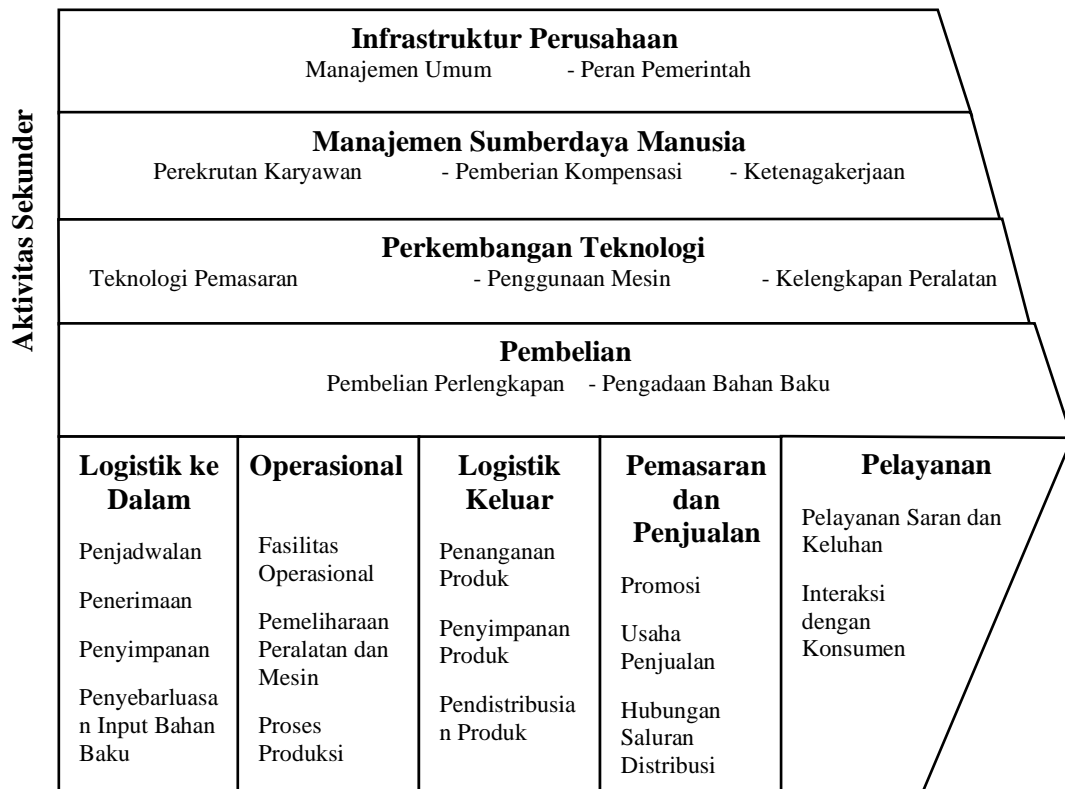 Infrastruktur Perusahaan
Manajemen Umum - Peran Pemerintah
Aktivitas Sekunder
Manajemen Sumberdaya Manusia
Perekrutan Karyawan - Pemberian Kompensasi - Ketenagakerjaan
Perkembangan Teknologi
Teknologi Pemasaran - Penggunaan Mesin - Kelengkapan Peralatan
Pembelian
Pembelian Perlengkapan - Pengadaan Bahan Baku
Logistik ke
Dalam
Penjadwalan
Penerimaan
Penyimpanan
Penyebarluasa
n Input Bahan
Baku
Operasional
Fasilitas
Operasional
Pemeliharaan
Peralatan dan
Mesin
Proses
Produksi
Logistik
Keluar
Penanganan
Produk
Penyimpanan
Produk
Pendistribusia
n Produk
Pemasaran
dan
Penjualan
Promosi
Usaha
Penjualan
Hubungan
Saluran
Distribusi
Pelayanan
Pelayanan Saran dan
Keluhan
Interaksi
dengan
Konsumen